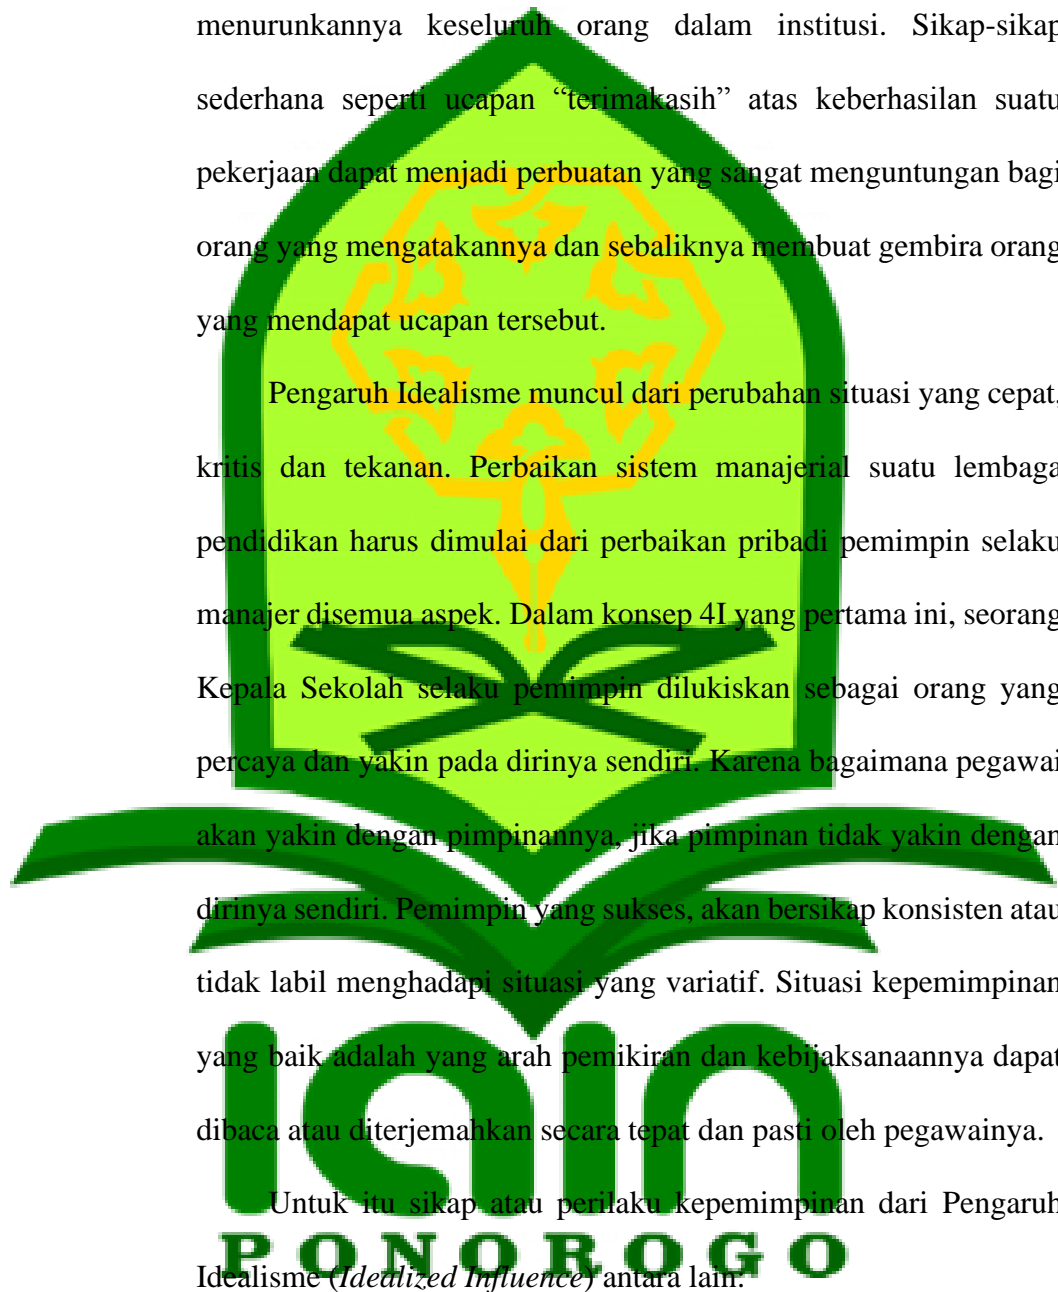 menurunkannya keseluruh orang dalam institusi. Sikap-sikap
sederhana seperti ucapan “terimakasih” atas keberhasilan suatu
pekerjaan dapat menjadi perbuatan yang sangat menguntungan bagi
orang yang mengatakannya dan sebaliknya membuat gembira orang
yang mendapat ucapan tersebut.
Pengaruh Idealisme muncul dari perubahan situasi yang cepat,
kritis dan tekanan. Perbaikan sistem manajerial suatu lembaga
pendidikan harus dimulai dari perbaikan pribadi pemimpin selaku
manajer disemua aspek. Dalam konsep 4I yang pertama ini, seorang
Kepala Sekolah selaku pemimpin dilukiskan sebagai orang yang
percaya dan yakin pada dirinya sendiri. Karena bagaimana pegawai
akan yakin dengan pimpinannya, jika pimpinan tidak yakin dengan
dirinya sendiri. Pemimpin yang sukses, akan bersikap konsisten atau
tidak labil menghadapi situasi yang variatif. Situasi kepemimpinan
yang baik adalah yang arah pemikiran dan kebijaksanaannya dapat
dibaca atau diterjemahkan secara tepat dan pasti oleh pegawainya.
Untuk itu sikap atau perilaku kepemimpinan dari Pengaruh
Idealisme (Idealized Influence) antara lain:
iain
PONOROGO